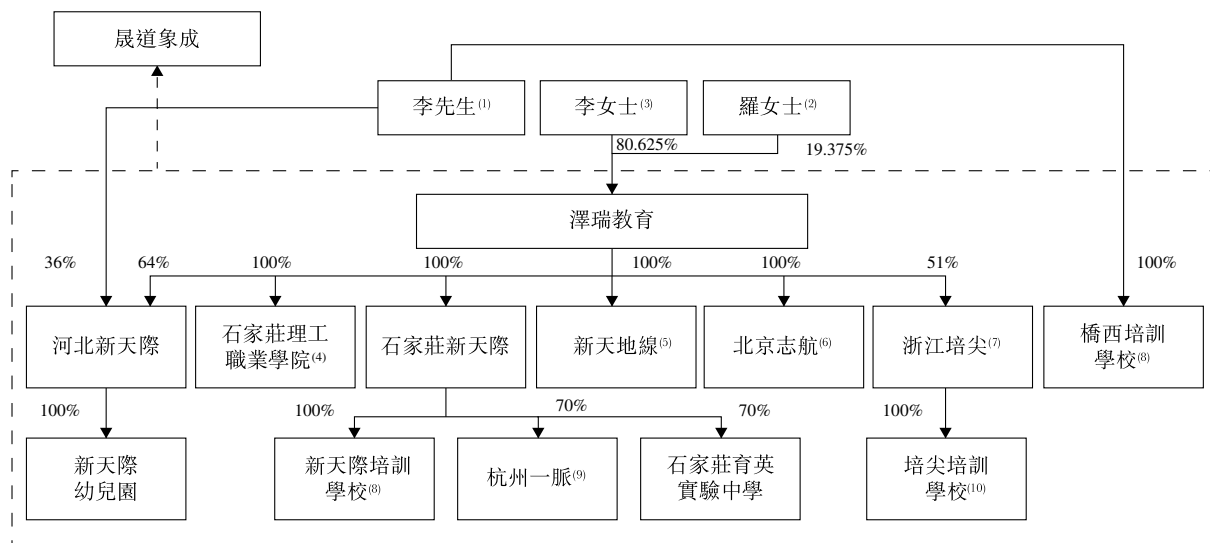 晟道象成
李先生(1)
李女士(3)
羅女士(2)
80.625%
19.375%
澤瑞教育
36%
64%
100%
100%
100%
100%
51%
100%
河北新天際
石家莊理工
職業學院(4)
石家莊新天際
新天地線(5)
北京志航(6)
浙江培尖(7)
橋西培訓
學校(8)
100%
100%
70%
70%
100%
新天際
幼兒園
新天際培訓
學校(8)
杭州一脈(9)
石家莊育英
實驗中學
培尖培訓
學校(10)